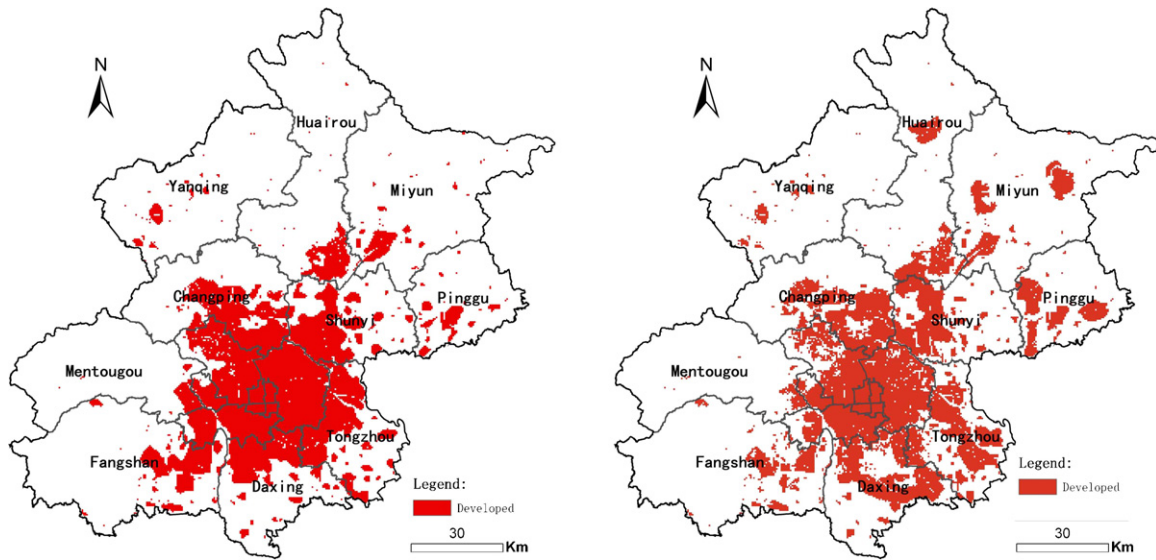 N
Huairou
Yanqing
Miyun
Changping
Shunyi
Pinggu
Mentougou
Tongzhou
Fangshan
Daxing
Legend:
Developed
30
Km
N
Huairou
Yanqing
Miyun
Changping
Shunyi
Pinggu
Mentougou
Tongzhou
Fangshan
Daxing
Legend:
Developed
30
Km